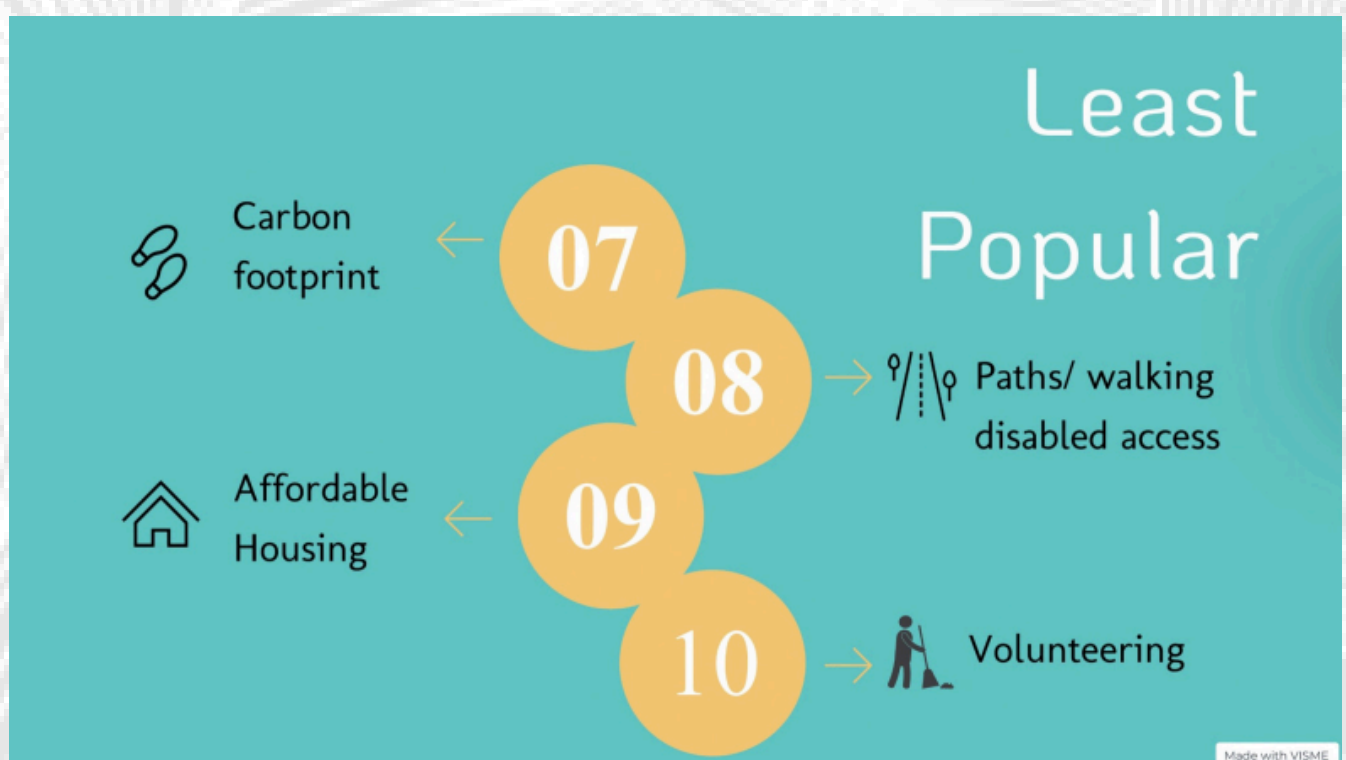 Least
Popular
Carbon
footprint
07
08
Paths/ walking
disabled access
Affordable
Housing
09
10
Volunteering
Made with VISME